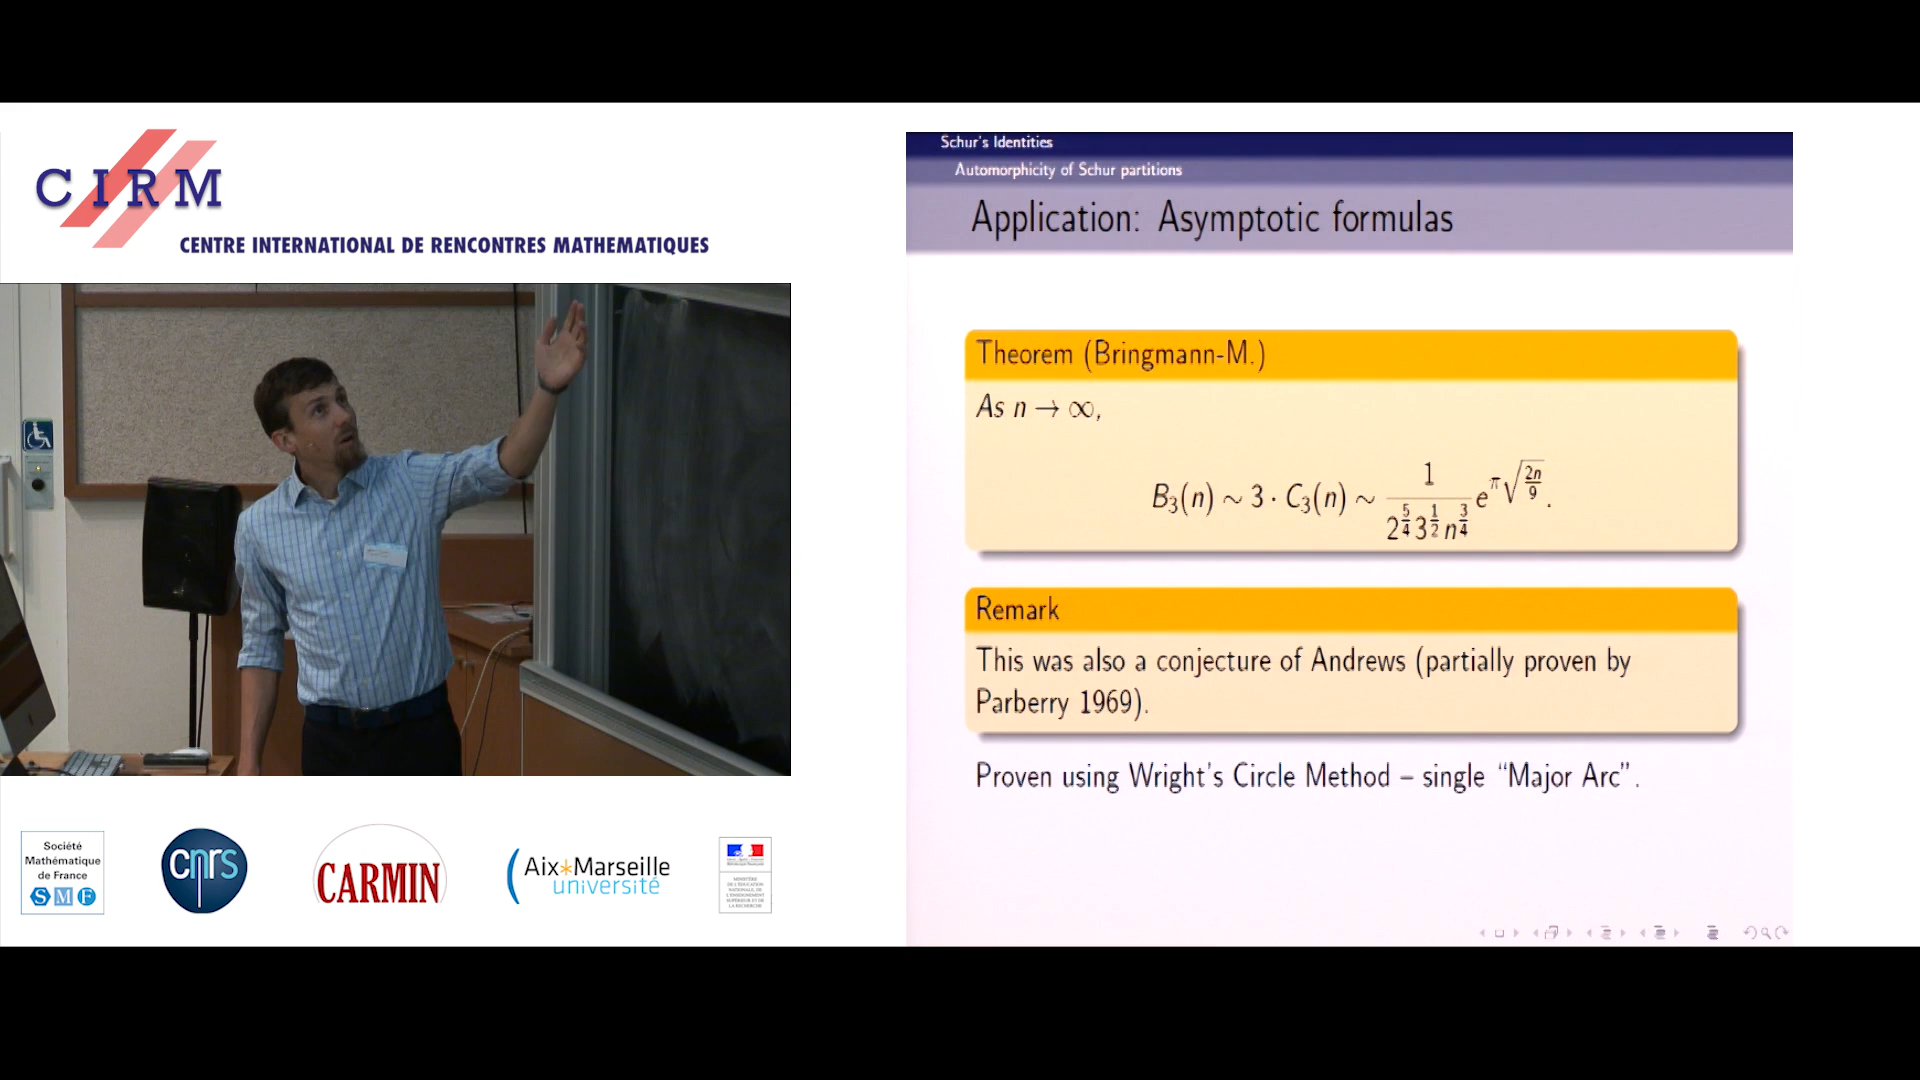 CIRM
CENTRE INTERNATIONAL DE RENCONTRES MATHEMATIQUES
Société
Mathématique
de France
SMF
cnrs
CARMIN
Aix*Marseille
université
Schur's Identities
Automorphicity of Schur partitions
Application: Asymptotic formulas
Theorem (Bringmann-M.)
As n → ∞,
B₃(n) ~ 3 · C₃(n) ~ 1 / (2^(5/4) 3^(1/2) n^(3/4)) e^(π√(2n/9)).
Remark
This was also a conjecture of Andrews (partially proven by
Parberry 1969).
Proven using Wright's Circle Method – single “Major Arc”.